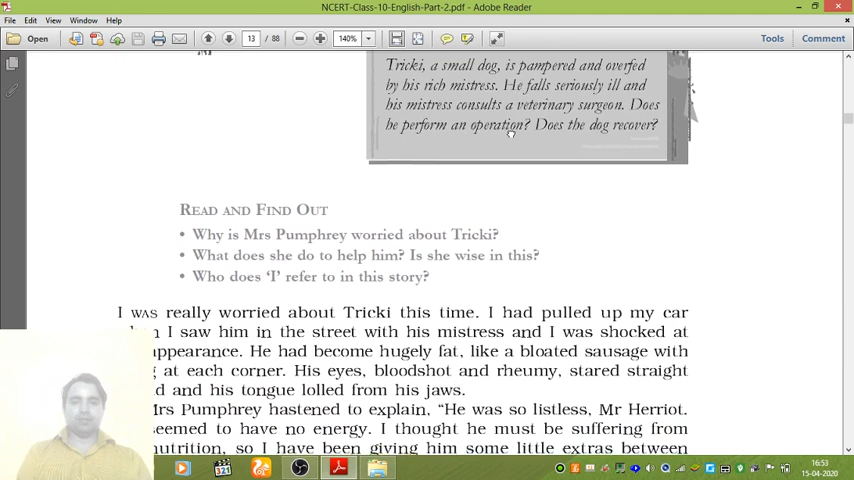 NCERT-Class-10-English-Part-2.pdf - Adobe Reader
File Edit View Window Help
Open 13 / 88 140% Tools Comment
Tricki, a small dog, is pampered and overfed
by his rich mistress. He falls seriously ill and
his mistress consults a veterinary surgeon. Does
he perform an operation? Does the dog recover?
READ AND FIND OUT
• Why is Mrs Pumphrey worried about Tricki?
• What does she do to help him? Is she wise in this?
• Who does ‘I’ refer to in this story?
I WAS really worried about Tricki this time. I had pulled up my car
I saw him in the street with his mistress and I was shocked at
appearance. He had become hugely fat, like a bloated sausage with
at each corner. His eyes, bloodshot and rheumy, stared straight
and his tongue lolled from his jaws.
Mrs Pumphrey hastened to explain, “He was so listless, Mr Herriot.
seemed to have no energy. I thought he must be suffering from
nutrition, so I have been giving him some little extras between
321
16:53
15-04-2020